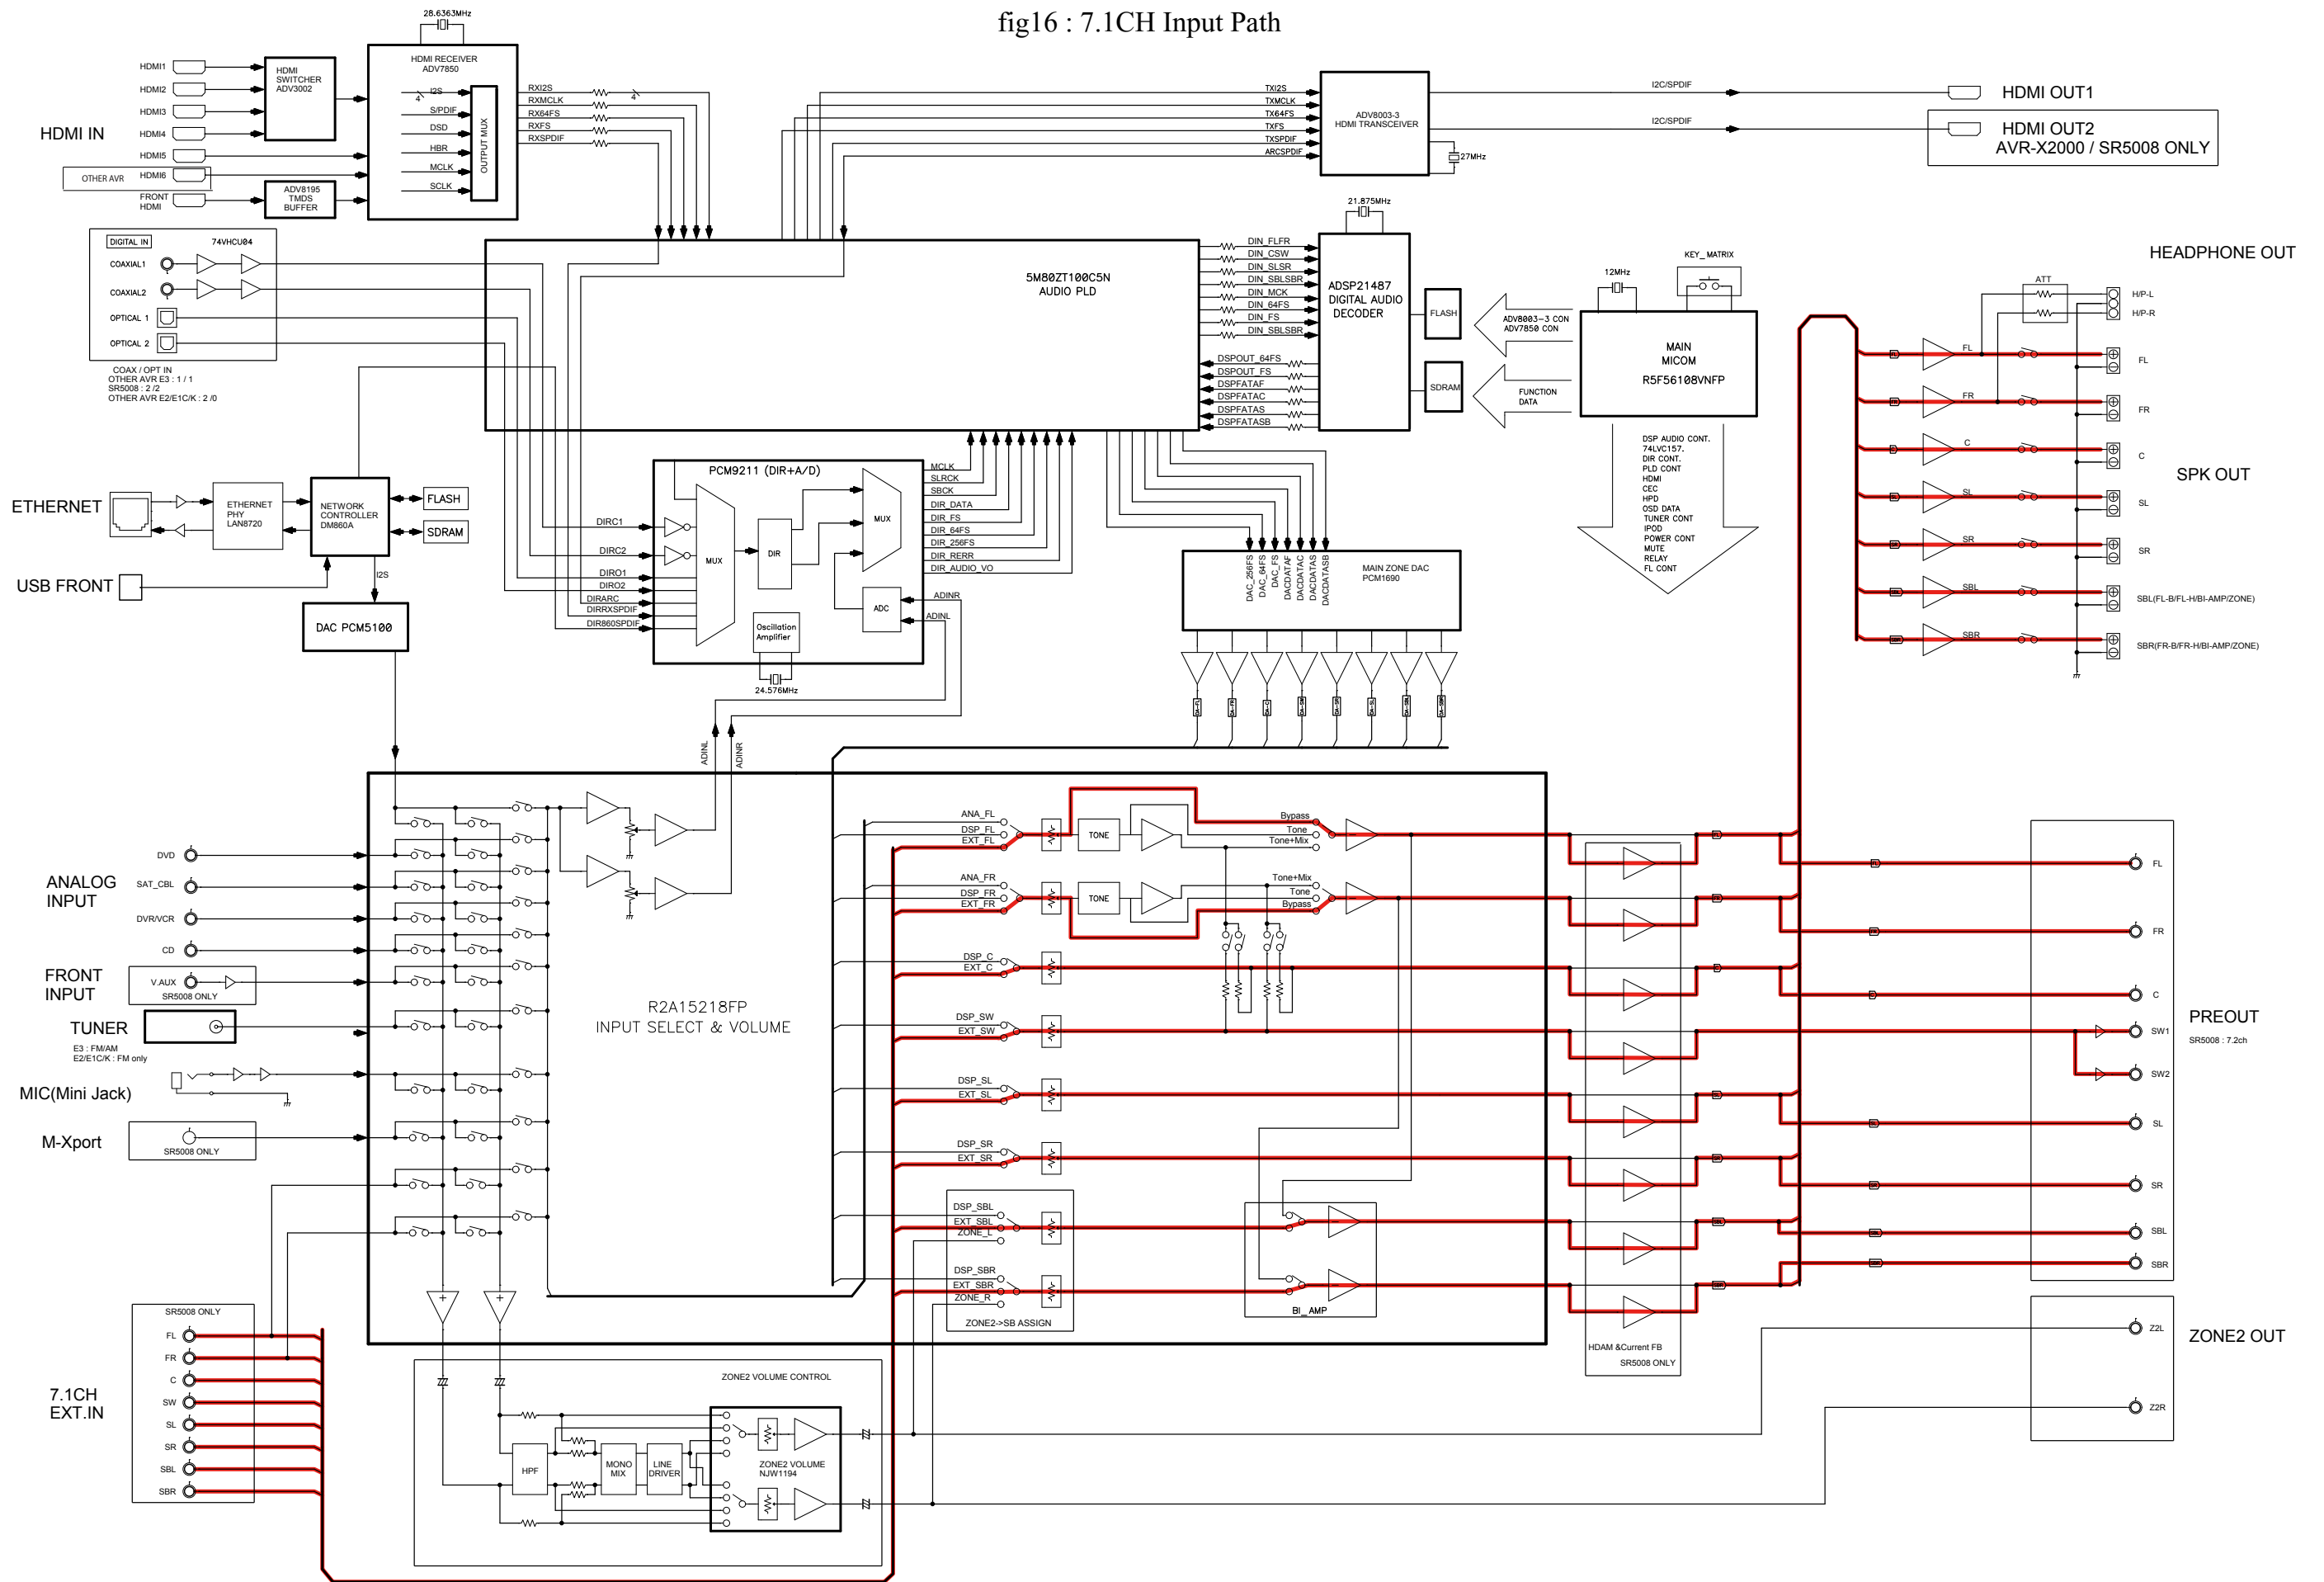 fig16 : 7.1CH Input Path
28.6363MHz
HDMI IN
HDMI1
HDMI2
HDMI3
HDMI4
HDMI5
OTHER AVR
HDMI6
FRONT
HDMI
HDMI
SWITCHER
ADV3002
ADV8195
TMDS
BUFFER
HDMI RECEIVER
ADV7850
4
I2S
S/PDIF
DSD
HBR
MCLK
SCLK
OUTPUT MUX
RXI2S
RXMCLK
RX64FS
RXFS
RXSPDIF
4
TXI2S
TXMCLK
TX64FS
TXFS
TXSPDIF
ARCSPDIF
ADV8003-3
HDMI TRANSCEIVER
27MHz
I2C/SPDIF
I2C/SPDIF
HDMI OUT1
HDMI OUT2
AVR-X2000 / SR5008 ONLY
DIGITAL IN
74VHCU04
COAXIAL1
COAXIAL2
OPTICAL 1
OPTICAL 2
COAX / OPT IN
OTHER AVR E3 : 1 / 1
SR5008 : 2 /2
OTHER AVR E2/E1C/K : 2 /0
5M80ZT100C5N
AUDIO PLD
DIN_FLFR
DIN_CSW
DIN_SLSR
DIN_SBLSBR
DIN_MCK
DIN_64FS
DIN_FS
DIN_SBLSBR
DSPOUT_64FS
DSPOUT_FS
DSPFATAF
DSPFATAC
DSPFATAS
DSPFATASB
21.875MHz
ADSP21487
DIGITAL AUDIO
DECODER
FLASH
SDRAM
ADV8003-3 CON
ADV7850 CON
FUNCTION
DATA
12MHz
KEY_MATRIX
MAIN
MICOM
R5F56108VNFP
DSP AUDIO CONT.
74LVC157.
DIR CONT.
PLD CONT
HDMI
CEC
HPD
OSD DATA
TUNER CONT
IPOD
POWER CONT
MUTE
RELAY
FL CONT
HEADPHONE OUT
ATT
H/P-L
H/P-R
SPK OUT
FL
FL
FR
FR
C
C
SL
SL
SR
SR
SBL
SBL(FL-B/FL-H/BI-AMP/ZONE)
SBR
SBR(FR-B/FR-H/BI-AMP/ZONE)
ETHERNET
ETHERNET
PHY
LAN8720
NETWORK
CONTROLLER
DM860A
FLASH
SDRAM
USB FRONT
I2S
DAC PCM5100
PCM9211 (DIR+A/D)
DIRC1
DIRC2
DIRO1
DIRO2
DIRARC
DIRRXSPDIF
DIR860SPDIF
MUX
DIR
MUX
ADC
Oscillation
Amplifier
24.576MHz
MCLK
SLRCK
SBCK
DIR_DATA
DIR_FS
DIR_64FS
DIR_256FS
DIR_RERR
DIR_AUDIO_VO
ADINR
ADINL
DAC_256FS
DAC_64FS
DAC_FS
DACDATAF
DACDATAC
DACDATAS
DACDATASB
MAIN ZONE DAC
PCM1690
ADINL
ADINR
ANALOG
INPUT
DVD
SAT_CBL
DVR/VCR
CD
FRONT
INPUT
V.AUX
SR5008 ONLY
TUNER
E3 : FM/AM
E2/E1C/K : FM only
MIC(Mini Jack)
M-Xport
SR5008 ONLY
R2A15218FP
INPUT SELECT & VOLUME
ANA_FL
DSP_FL
EXT_FL
TONE
Bypass
Tone
Tone+Mix
ANA_FR
DSP_FR
EXT_FR
TONE
Tone+Mix
Tone
Bypass
DSP_C
EXT_C
DSP_SW
EXT_SW
DSP_SL
EXT_SL
DSP_SR
EXT_SR
DSP_SBL
EXT_SBL
ZONE_L
DSP_SBR
EXT_SBR
ZONE_R
ZONE2->SB ASSIGN
BI_AMP
HDAM &Current FB
SR5008 ONLY
PREOUT
SR5008 : 7.2ch
FL
FR
C
SW1
SW2
SL
SR
SBL
SBR
ZONE2 OUT
Z2L
Z2R
7.1CH
EXT.IN
SR5008 ONLY
FL
FR
C
SW
SL
SR
SBL
SBR
ZONE2 VOLUME CONTROL
HPF
MONO
MIX
LINE
DRIVER
ZONE2 VOLUME
NJW1194